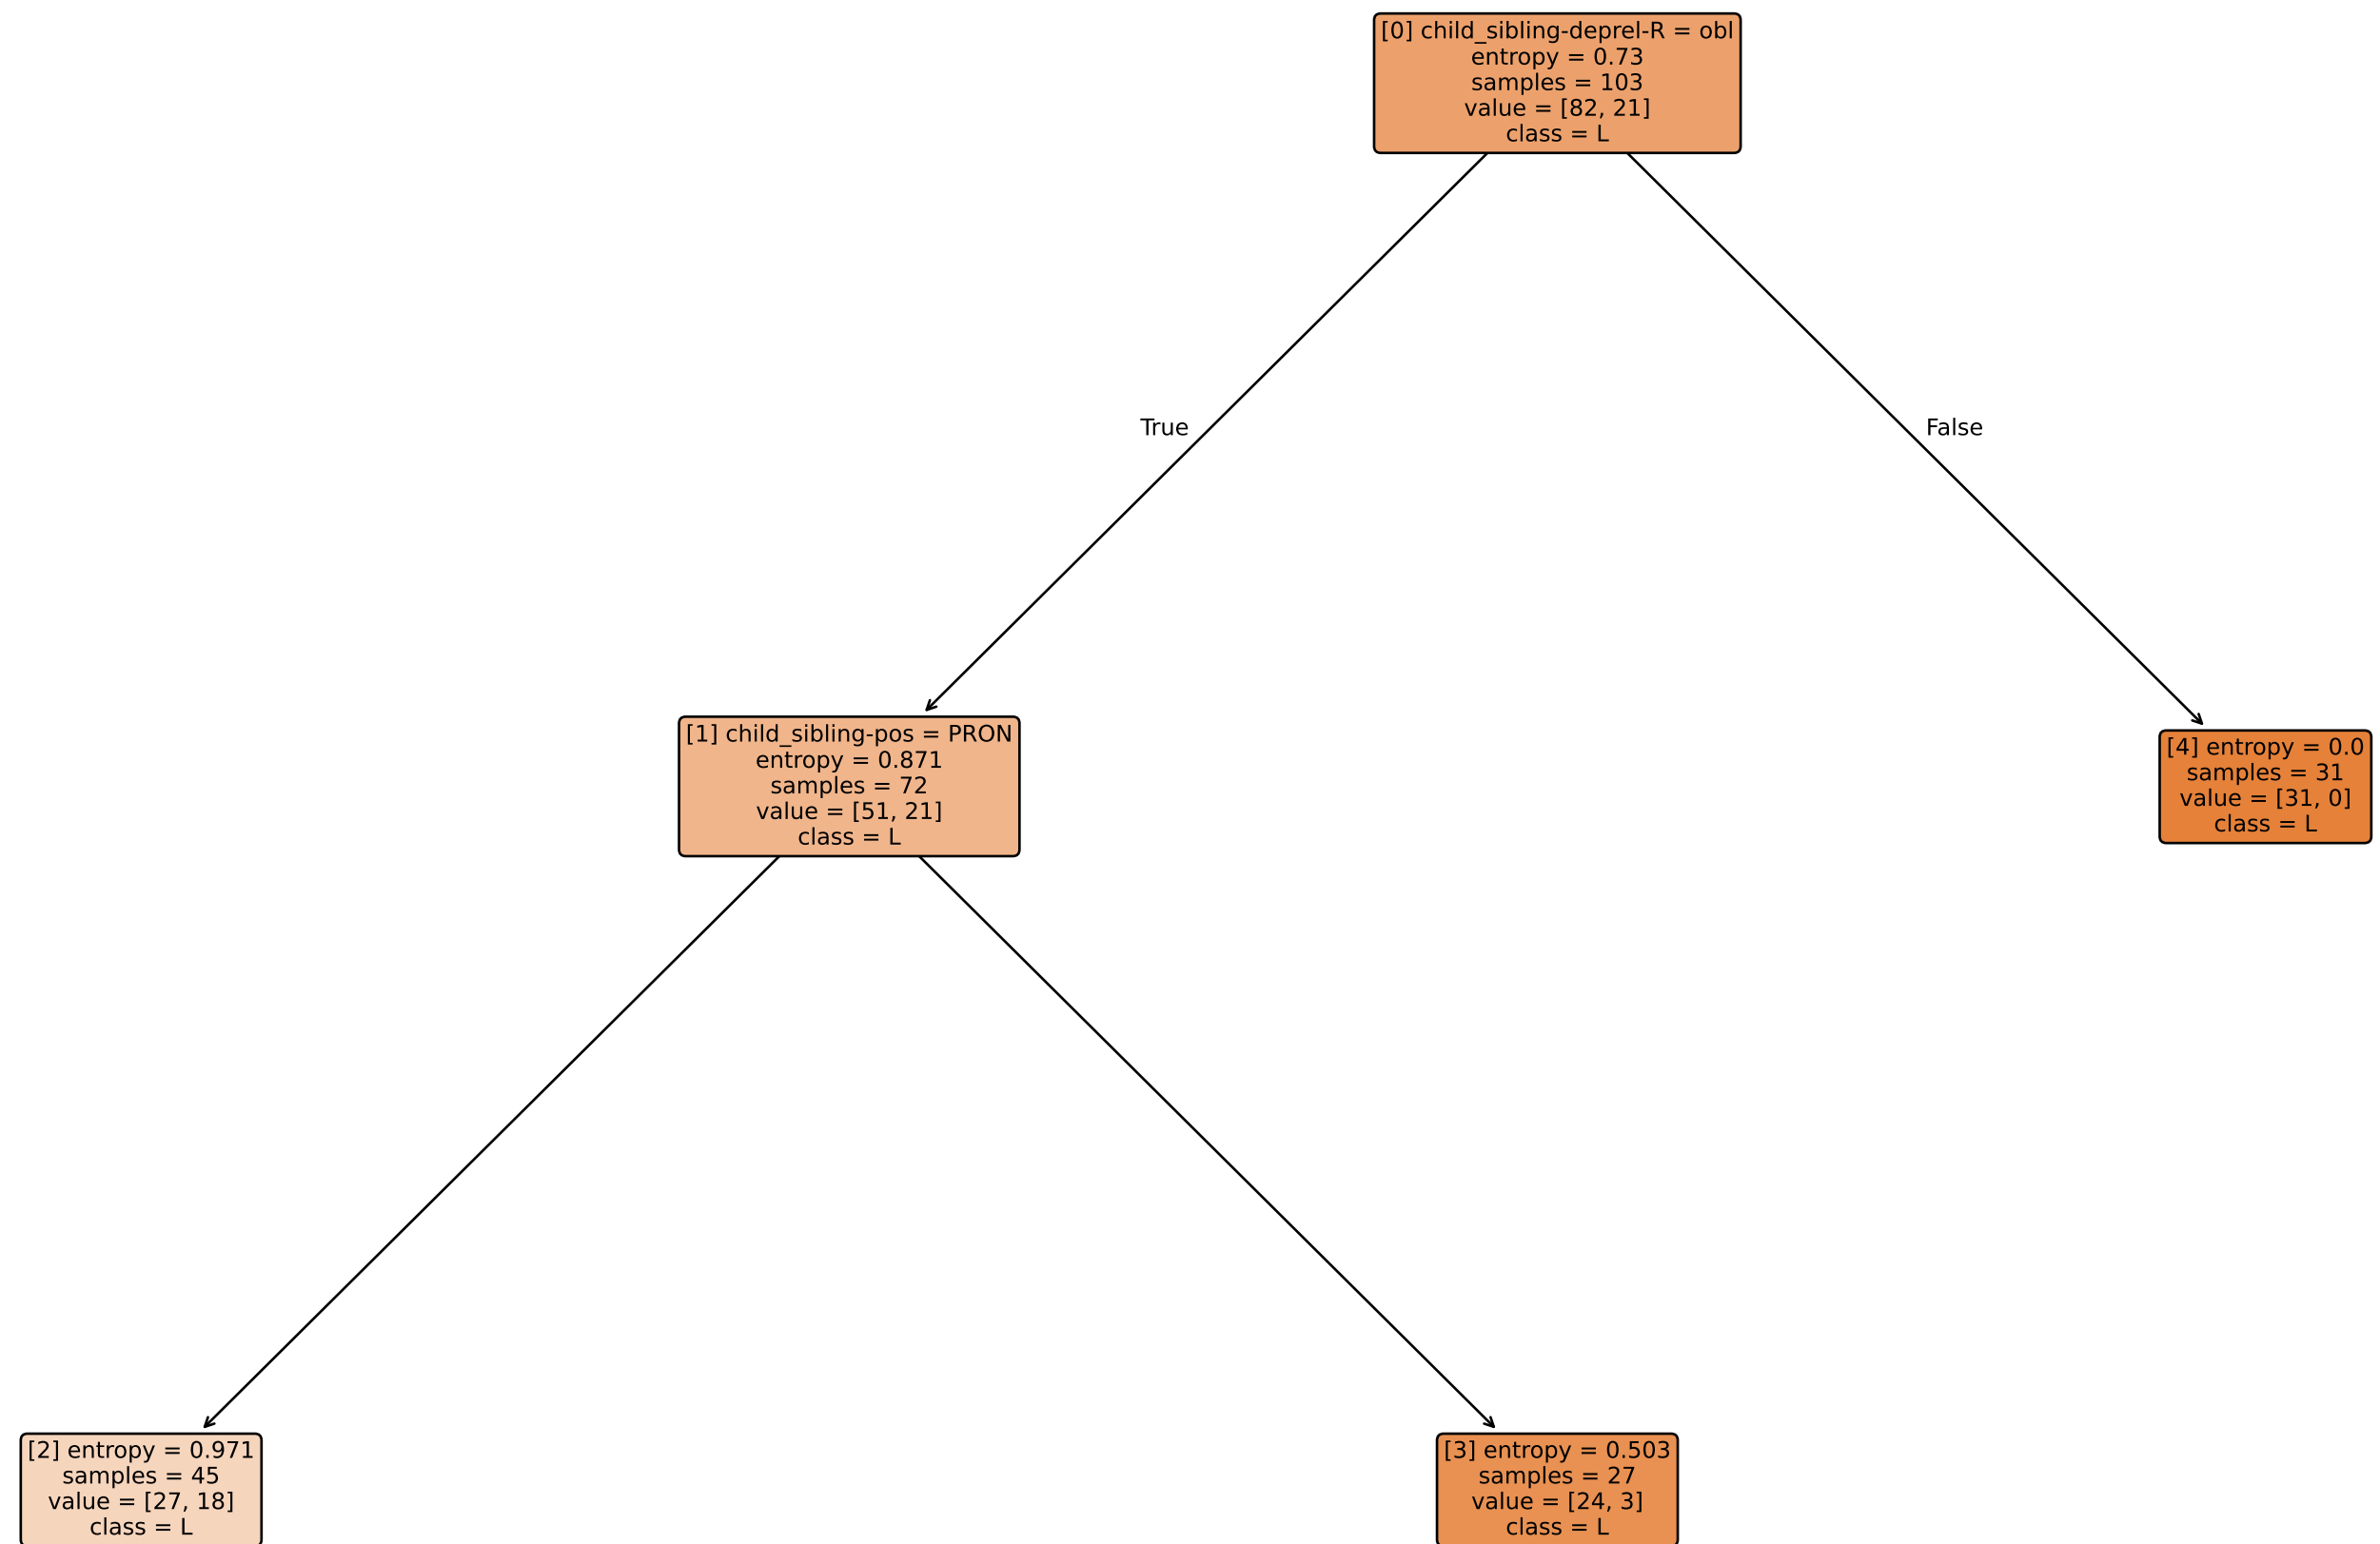 [0] child_sibling-deprel-R = obl
entropy = 0.73
samples = 103
value = [82, 21]
class = L
True
False
[1] child_sibling-pos = PRON
entropy = 0.871
samples = 72
value = [51, 21]
class = L
[4] entropy = 0.0
samples = 31
value = [31, 0]
class = L
[2] entropy = 0.971
samples = 45
value = [27, 18]
class = L
[3] entropy = 0.503
samples = 27
value = [24, 3]
class = L